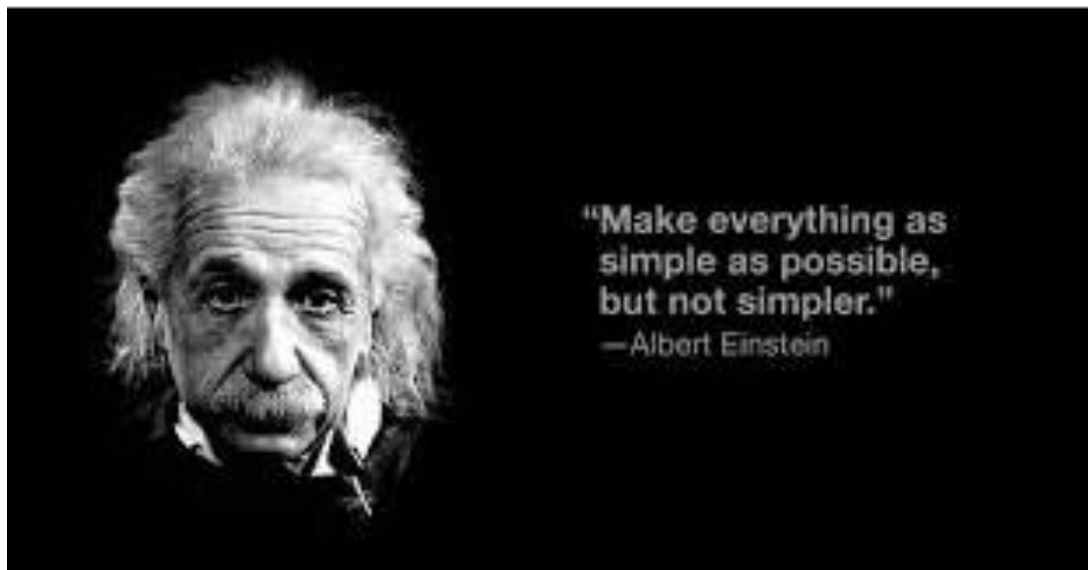 “Make everything as
simple as possible,
but not simpler."
—Albert Einstein